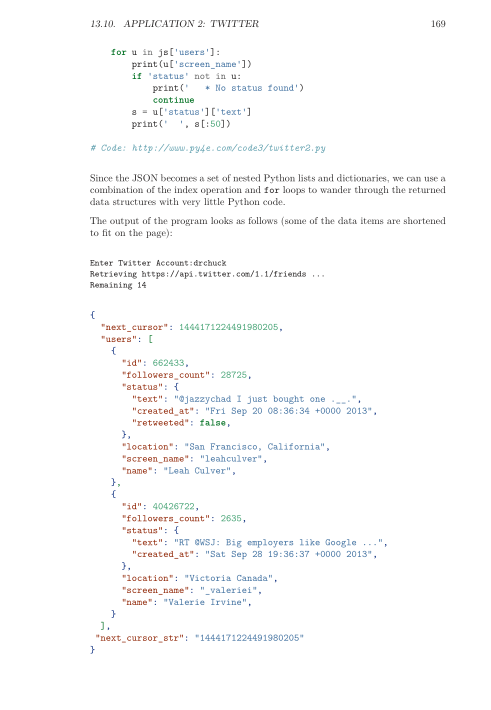 13.10. APPLICATION 2: TWITTER 169
for u in js['users']:
print(u['screen_name'])
if 'status' not in u:
print('   * No status found')
continue
s = u['status']['text']
print('  ', s[:50])
# Code: http://www.py4e.com/code3/twitter2.py
Since the JSON becomes a set of nested Python lists and dictionaries, we can use a
combination of the index operation and for loops to wander through the returned
data structures with very little Python code.
The output of the program looks as follows (some of the data items are shortened
to fit on the page):
Enter Twitter Account:drchuck
Retrieving https://api.twitter.com/1.1/friends ...
Remaining 14
{
"next_cursor": 1444171224491980205,
"users": [
{
"id": 662433,
"followers_count": 28725,
"status": {
"text": "@jazzychad I just bought one .__.",
"created_at": "Fri Sep 20 08:36:34 +0000 2013",
"retweeted": false,
},
"location": "San Francisco, California",
"screen_name": "leahculver",
"name": "Leah Culver",
},
{
"id": 40426722,
"followers_count": 2635,
"status": {
"text": "RT @WSJ: Big employers like Google ...",
"created_at": "Sat Sep 28 19:36:37 +0000 2013",
},
"location": "Victoria Canada",
"screen_name": "_valeriei",
"name": "Valerie Irvine",
}
],
"next_cursor_str": "1444171224491980205"
}